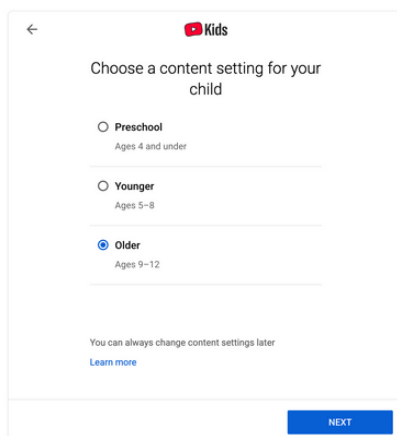 Kids
Choose a content setting for your
child
Preschool
Ages 4 and under
Younger
Ages 5–8
Older
Ages 9–12
You can always change content settings later
Learn more
NEXT